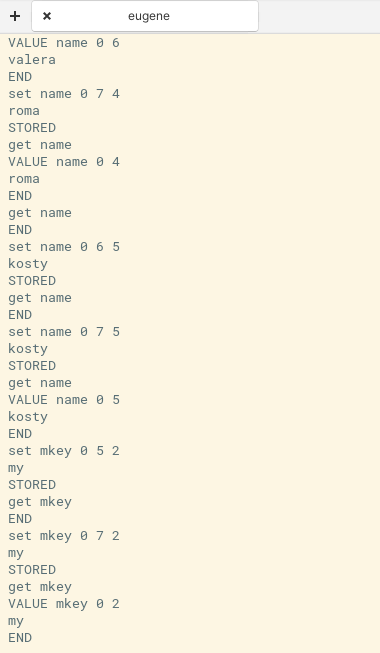 eugene
VALUE name 0 6
valera
END
set name 0 7 4
roma
STORED
get name
VALUE name 0 4
roma
END
get name
END
set name 0 6 5
kosty
STORED
get name
END
set name 0 7 5
kosty
STORED
get name
VALUE name 0 5
kosty
END
set mkey 0 5 2
my
STORED
get mkey
END
set mkey 0 7 2
my
STORED
get mkey
VALUE mkey 0 2
my
END